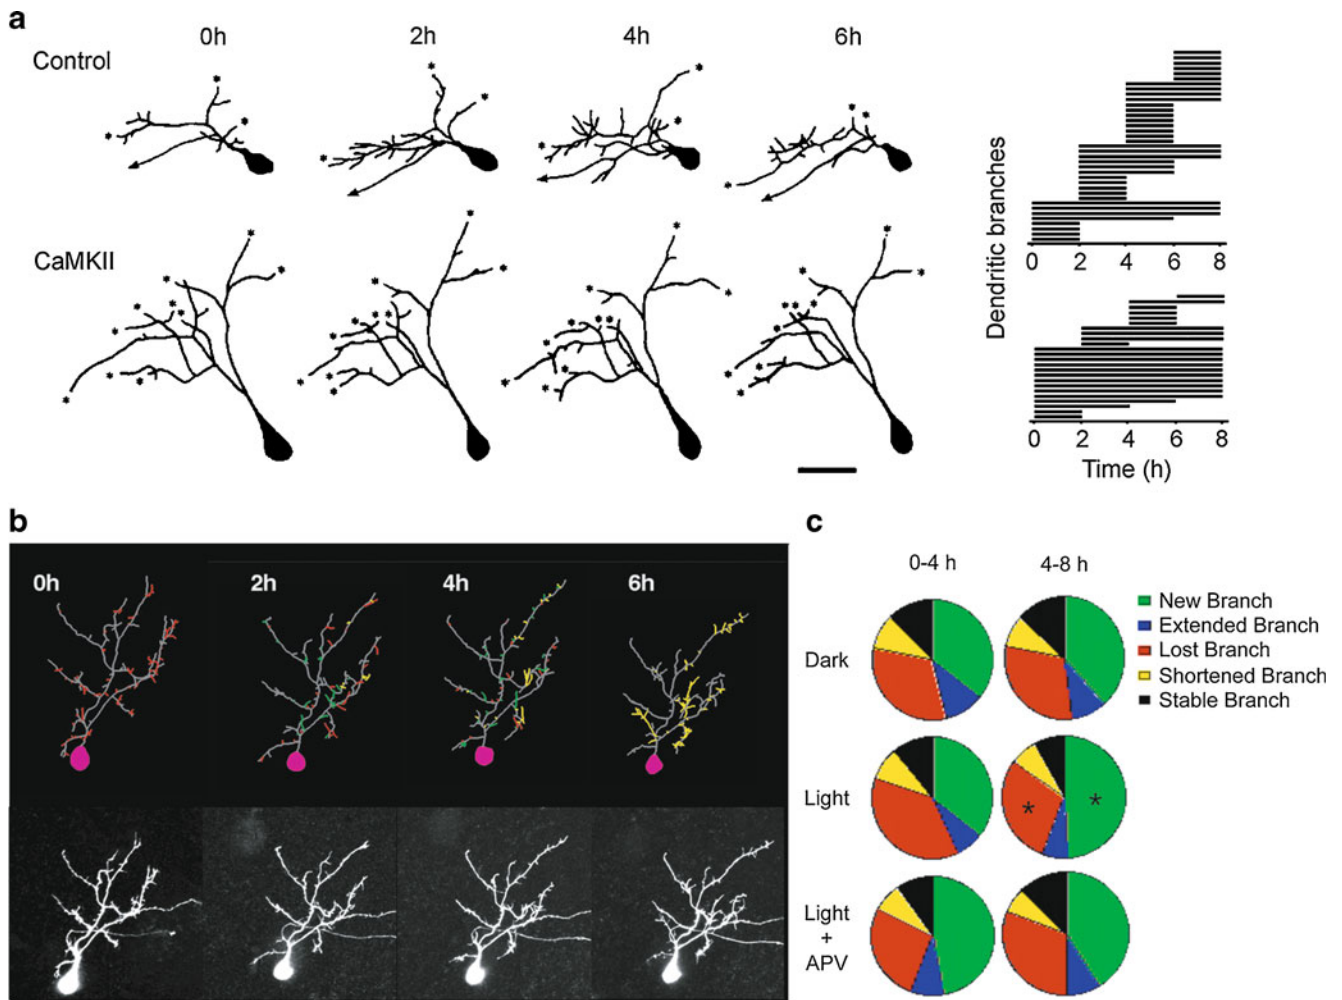 a
0h 2h 4h 6h
Control
CaMKII
Dendritic branches
0 2 4 6 8
0 2 4 6 8
Time (h)
b
0h 2h 4h 6h
c
0-4 h 4-8 h
Dark
Light
Light
+
APV
New Branch
Extended Branch
Lost Branch
Shortened Branch
Stable Branch